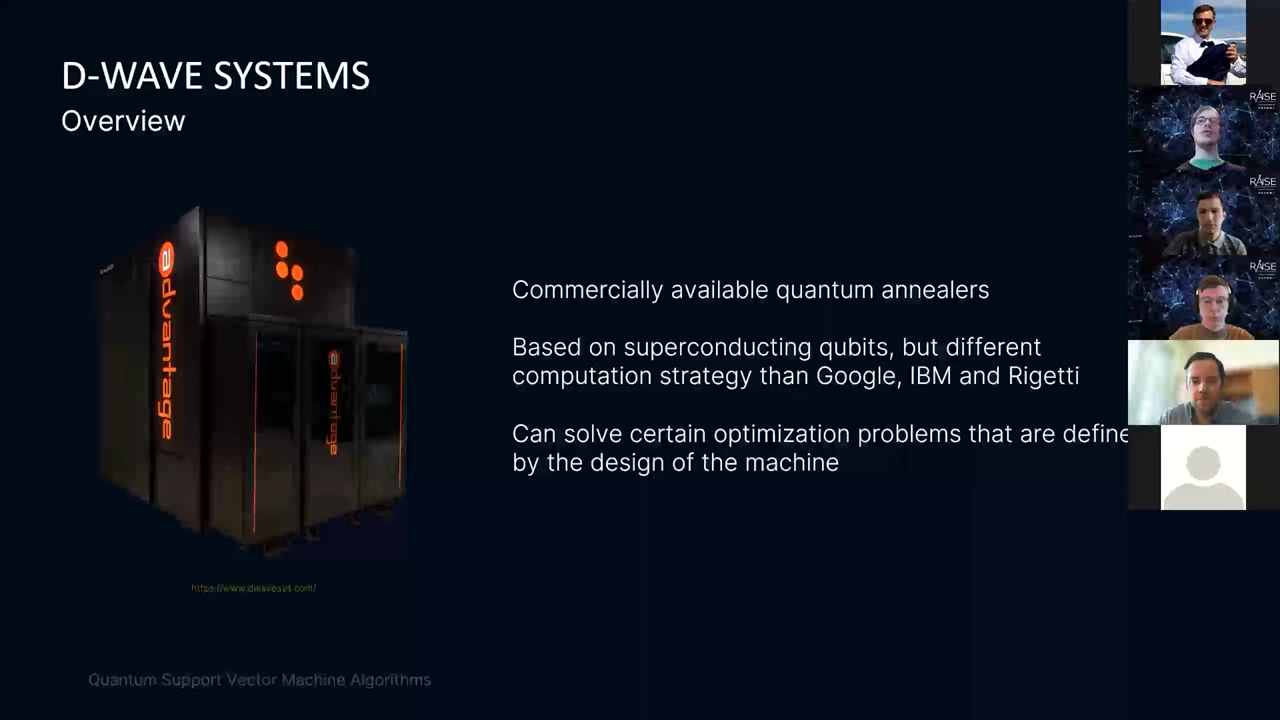 D-WAVE SYSTEMS
Overview
advantage
advantage
Commercially available quantum annealers
Based on superconducting qubits, but different
computation strategy than Google, IBM and Rigetti
Can solve certain optimization problems that are define
by the design of the machine
https://www.dwavesys.com/
Quantum Support Vector Machine Algorithms
RAISE
RAISE
RAISE